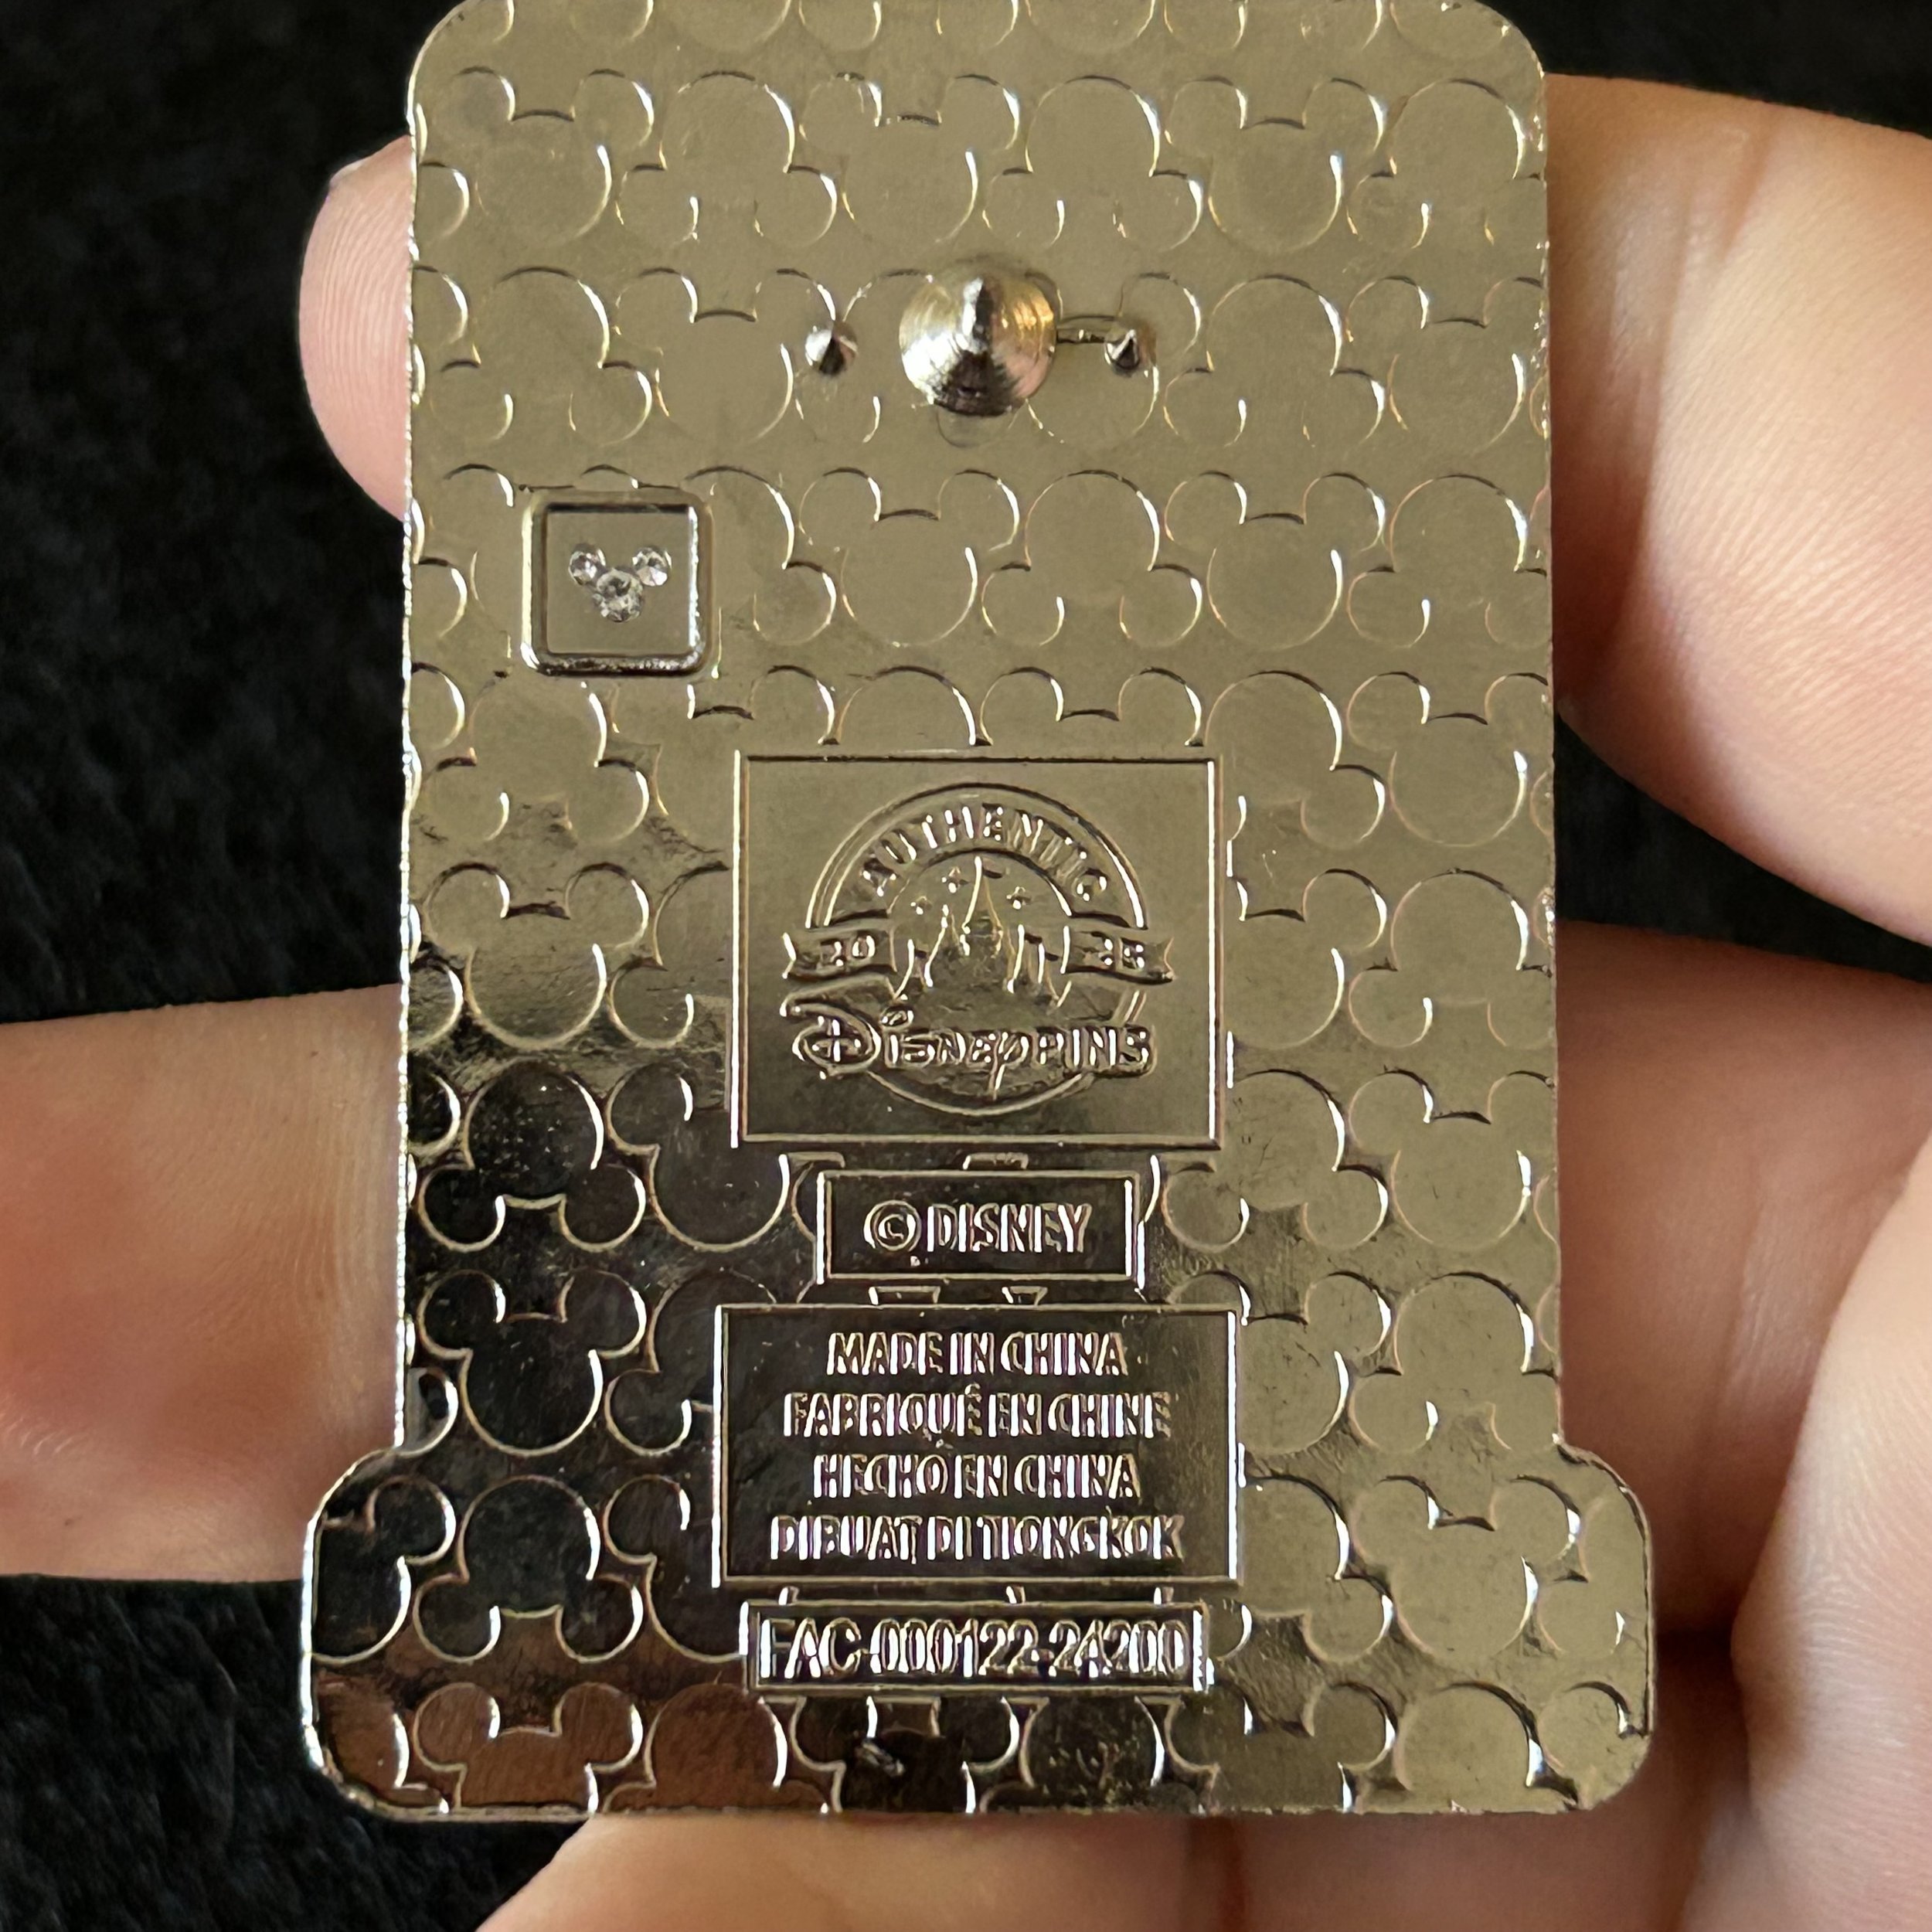 AUTHENTIC
20 25
Disney PINS
© DISNEY
MADE IN CHINA
FABRIQUÉ EN CHINE
HECHO EN CHINA
DIBUAT DI TIONGKOK
FAC-000122-24200